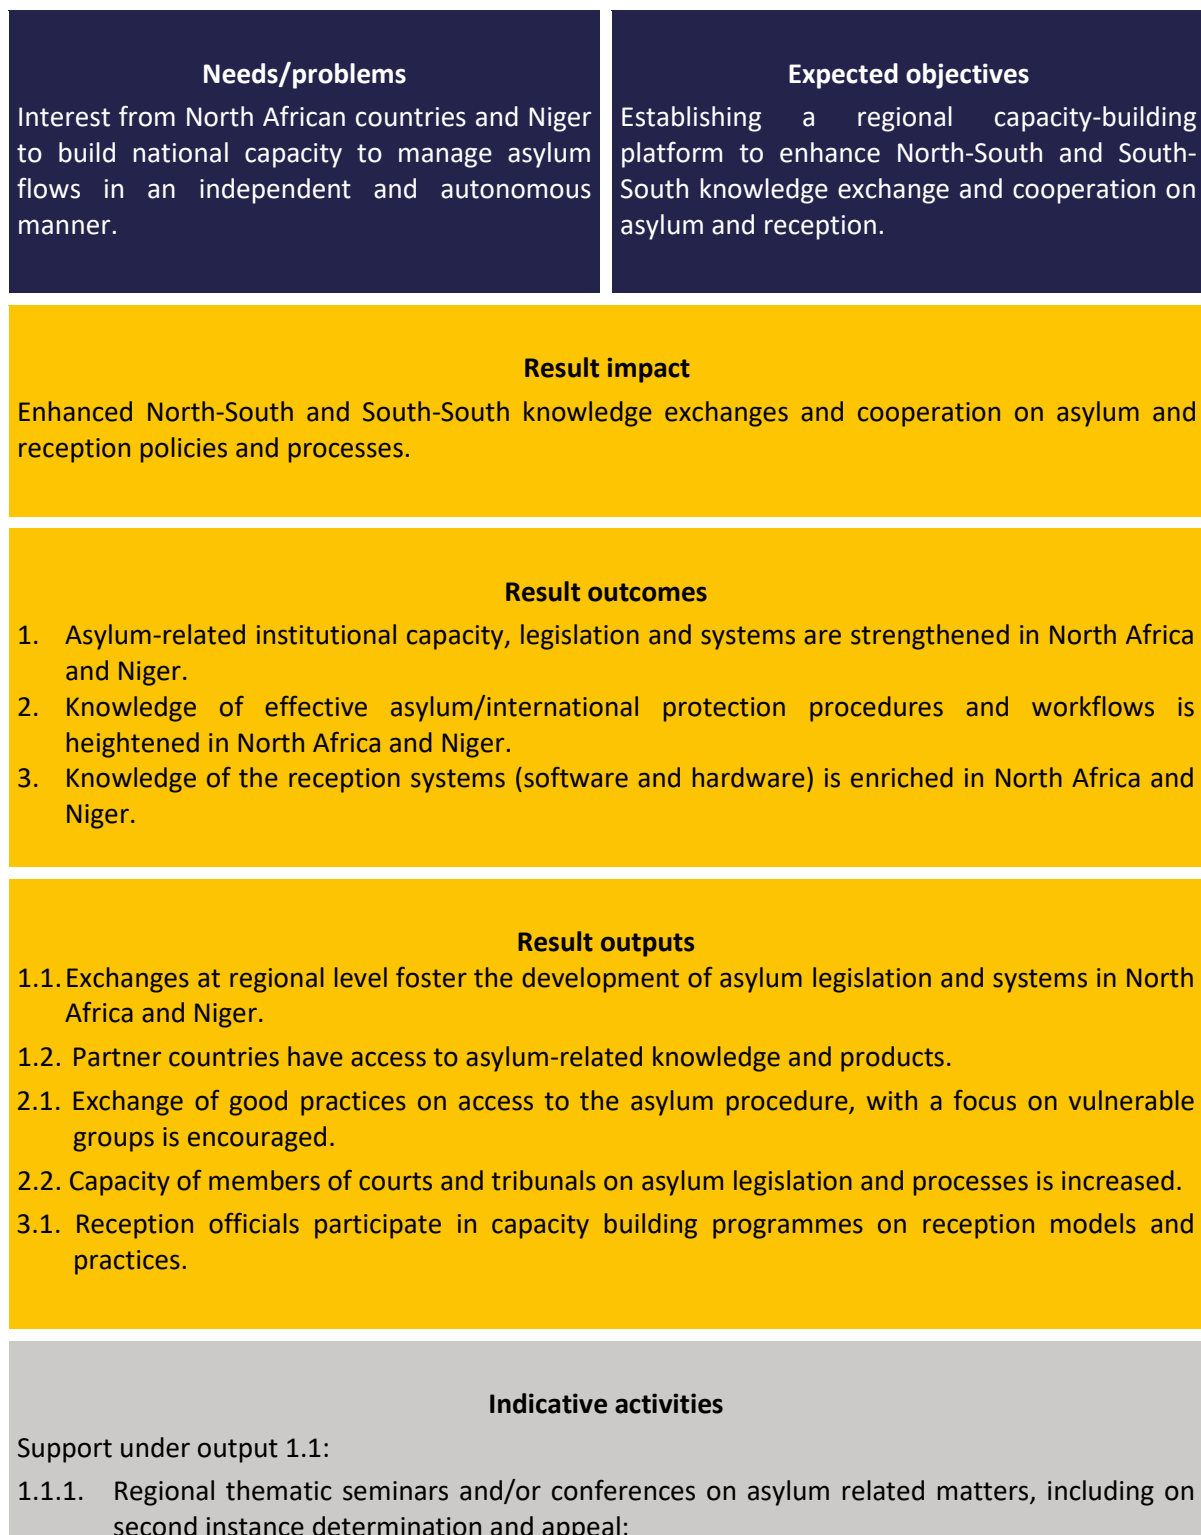 Needs/problems
Interest from North African countries and Niger
to build national capacity to manage asylum
flows in an independent and autonomous
manner.
Expected objectives
Establishing a regional capacity-building
platform to enhance North-South and South-
South knowledge exchange and cooperation on
asylum and reception.
Result impact
Enhanced North-South and South-South knowledge exchanges and cooperation on asylum and
reception policies and processes.
Result outcomes
1. Asylum-related institutional capacity, legislation and systems are strengthened in North Africa
and Niger.
2. Knowledge of effective asylum/international protection procedures and workflows is
heightened in North Africa and Niger.
3. Knowledge of the reception systems (software and hardware) is enriched in North Africa and
Niger.
Result outputs
1.1. Exchanges at regional level foster the development of asylum legislation and systems in North
Africa and Niger.
1.2. Partner countries have access to asylum-related knowledge and products.
2.1. Exchange of good practices on access to the asylum procedure, with a focus on vulnerable
groups is encouraged.
2.2. Capacity of members of courts and tribunals on asylum legislation and processes is increased.
3.1. Reception officials participate in capacity building programmes on reception models and
practices.
Indicative activities
Support under output 1.1:
1.1.1. Regional thematic seminars and/or conferences on asylum related matters, including on
second instance determination and appeal;